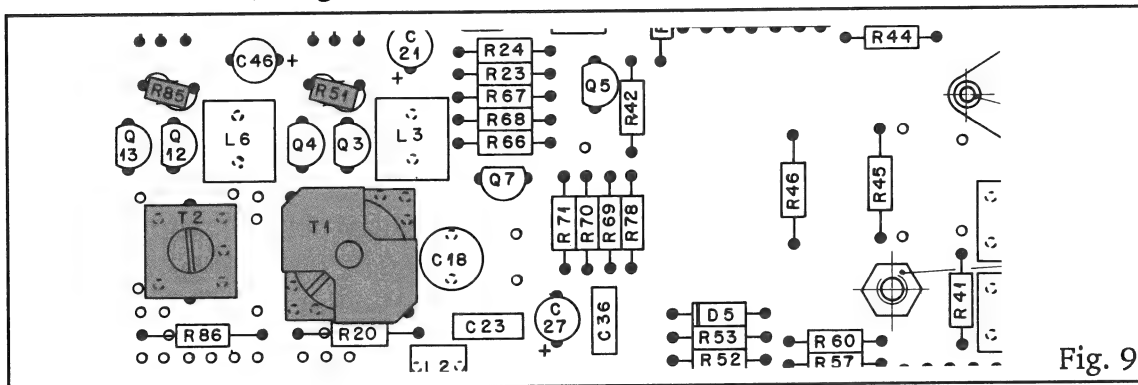 C46
+
C
21
+
R24
R23
R67
R68
R66
Q5
R42
R44
R85
R51
Q
13
Q
12
L6
Q4
Q3
L3
Q7
R46
R45
T2
T1
C18
R71
R70
R69
R78
R86
R20
C23
C
27
+
C36
D5
R53
R52
R60
R57
R41
L2
Fig. 9